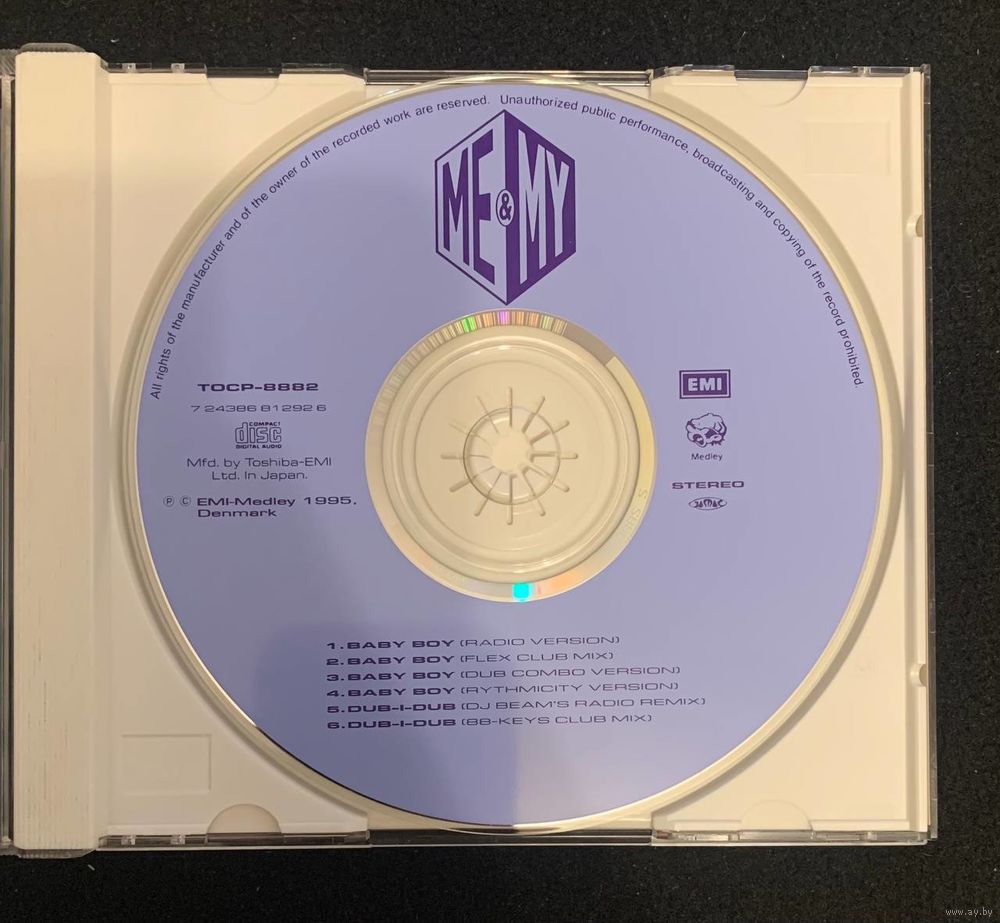 All rights of the manufacturer and of the owner of the recorded work are reserved. Unauthorized public performance, broadcasting and copying of the record prohibited.
ME & MY
TOCP-8882
7 24386 81292 6
COMPACT
disc
DIGITAL AUDIO
Mfd. by Toshiba-EMI
Ltd. In Japan.
Ⓟ Ⓒ EMI-Medley 1995.
Denmark
EMI
Medley
STEREO
JASRAC
1.BABY BOY (RADIO VERSION)
2.BABY BOY (FLEX CLUB MIX)
3.BABY BOY (DUB COMBO VERSION)
4.BABY BOY (RYTHMICITY VERSION)
5.DUB-I-DUB (DJ BEAM'S RADIO REMIX)
6.DUB-I-DUB (88-KEYS CLUB MIX)
www.ay.by